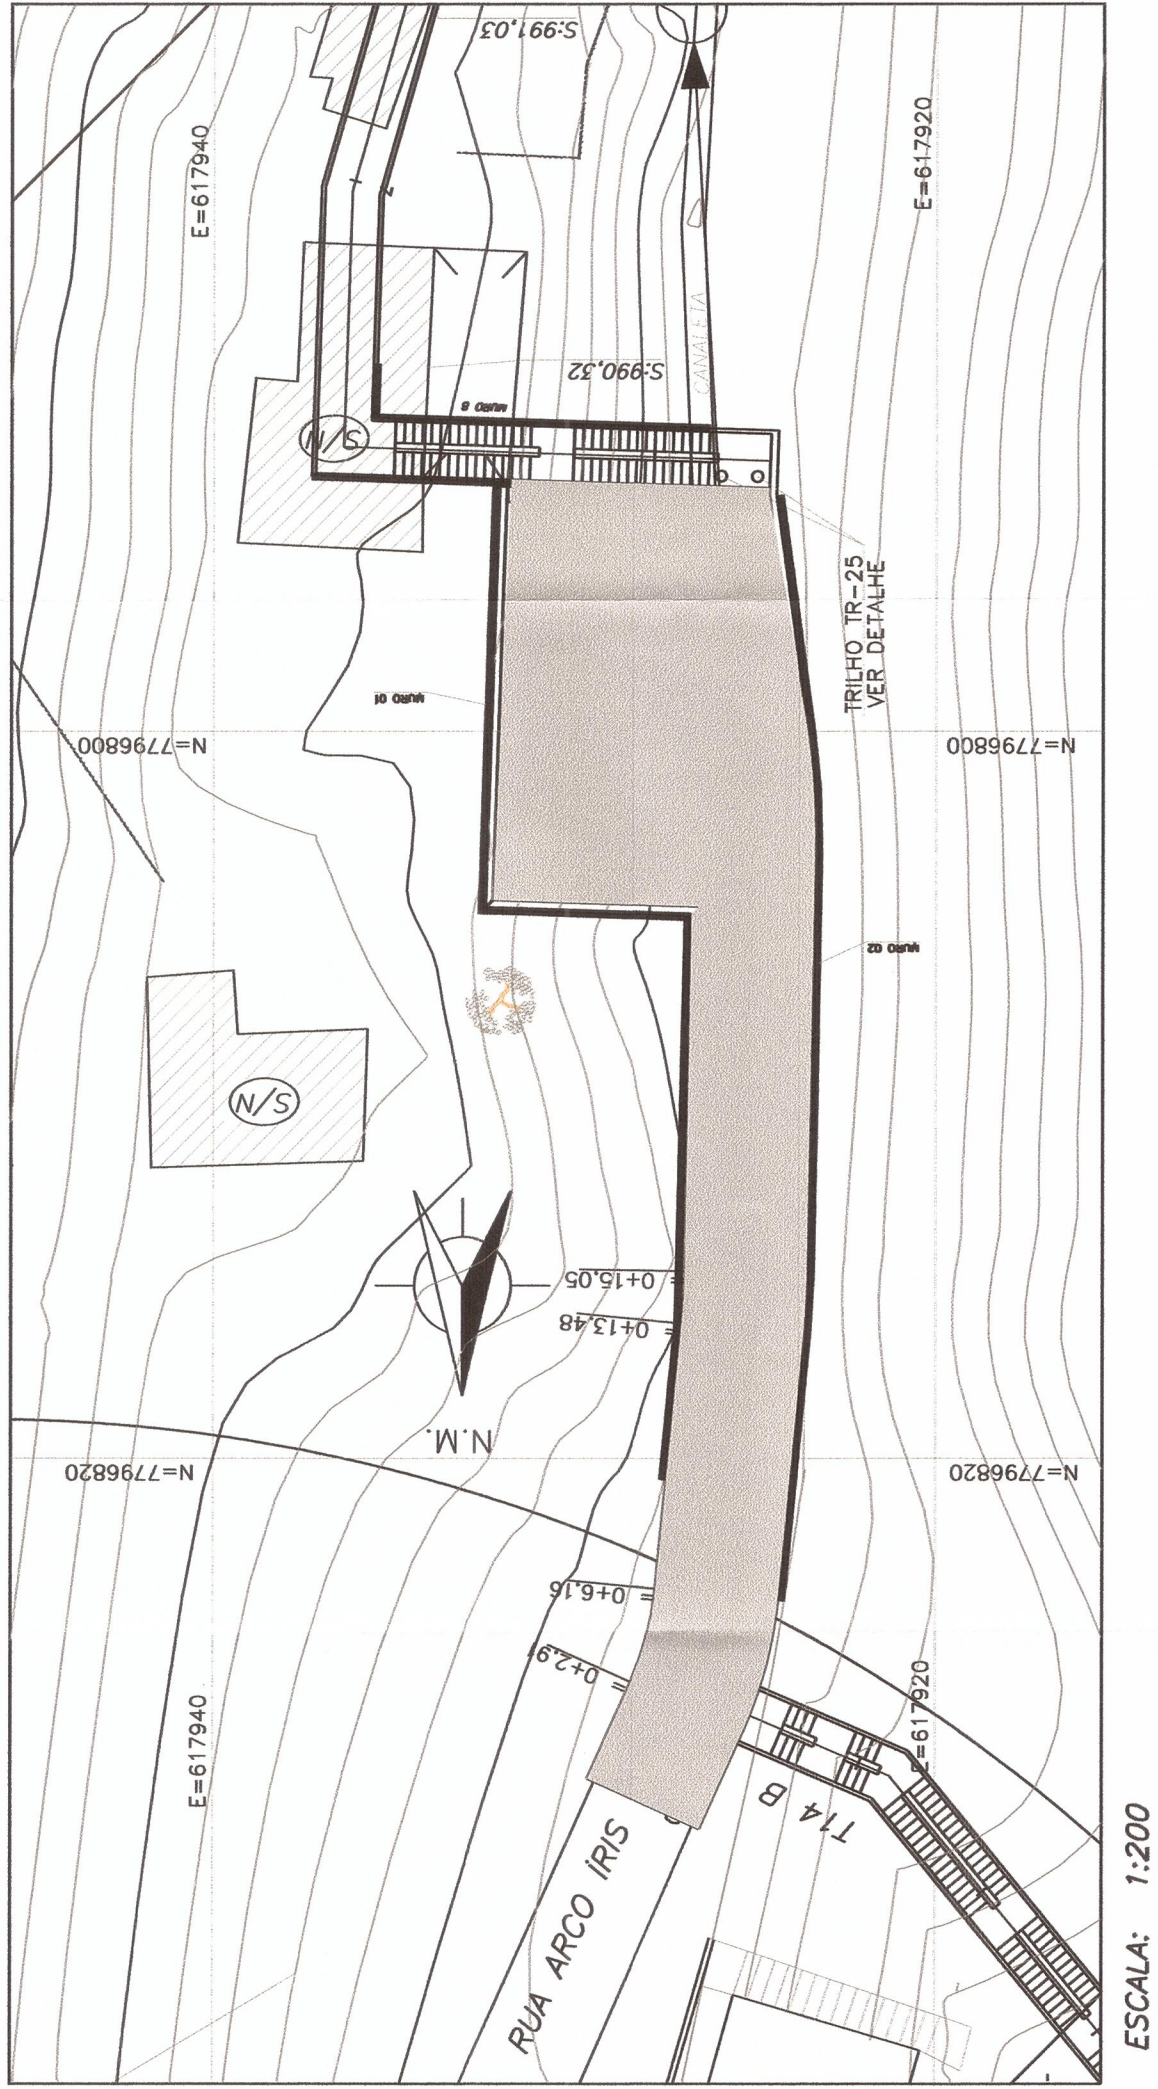 S:991,03
E=617940
E=617920
CANALETA
S:990,32
MURO 8
S/N
TRILHO TR-25
VER DETALHE
MURO 01
N=7796800
N=7796800
MURO 02
S/N
0+15.05
0+13.48
N.M.
N=7796820
N=7796820
0+6.16
0+2.91
E=617940
E=617920
T14 B
RUA ARCO ÍRIS
ESCALA: 1:200